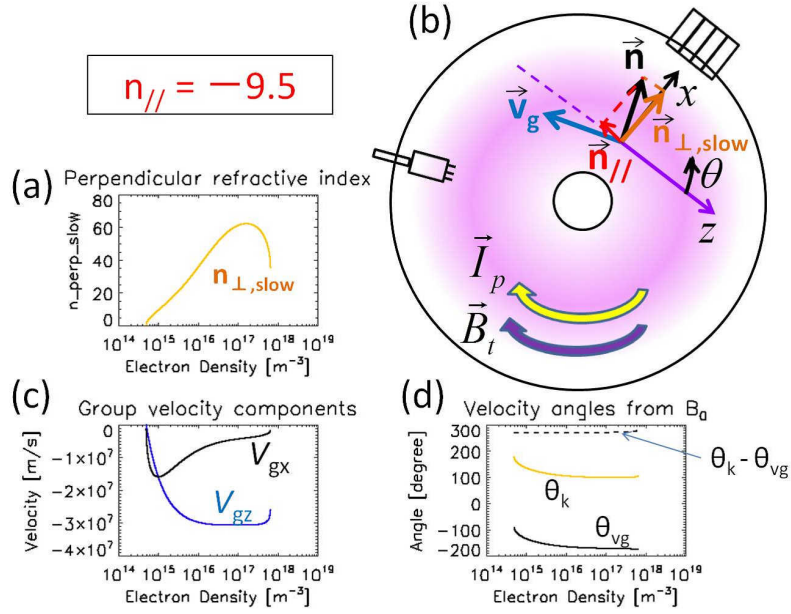 n// = −9.5
(a)
Perpendicular refractive index
n_perp_slow
80
60
40
20
0
n⊥,slow
10^14 10^15 10^16 10^17 10^18 10^19
Electron Density [m^-3]
(b)
n⃗
x
v⃗g
n⃗⊥,slow
n⃗//
θ
z
I⃗p
B⃗t
(c)
Group velocity components
Velocity [m/s]
0
−1×10^7
−2×10^7
−3×10^7
−4×10^7
Vgx
Vgz
10^14 10^15 10^16 10^17 10^18 10^19
Electron Density [m^-3]
(d)
Velocity angles from Ba
Angle [degree]
300
200
100
0
−100
−200
θk - θvg
θk
θvg
10^14 10^15 10^16 10^17 10^18 10^19
Electron Density [m^-3]